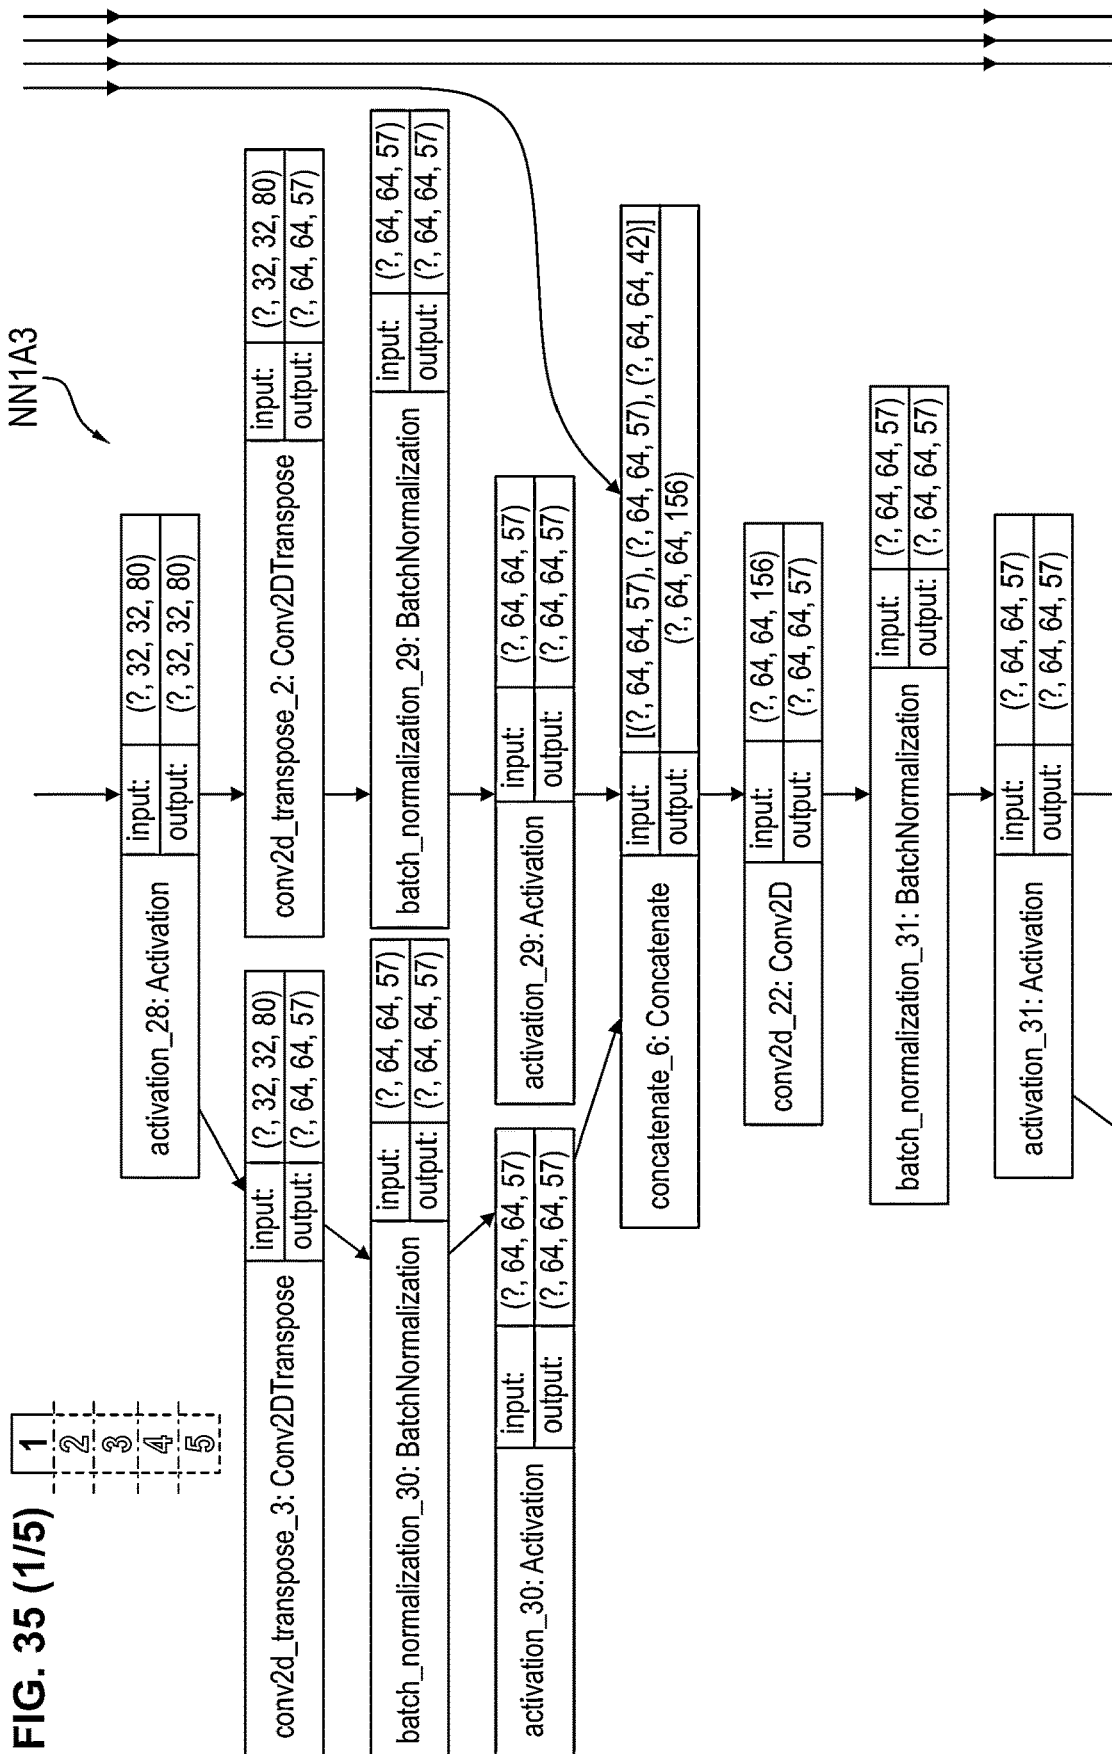 FIG. 35 (1/5)
1
2
3
4
5
NN1A3
activation_28: Activation
input: (?, 32, 32, 80)
output: (?, 32, 32, 80)
conv2d_transpose_3: Conv2DTranspose
input: (?, 32, 32, 80)
output: (?, 64, 64, 57)
conv2d_transpose_2: Conv2DTranspose
input: (?, 32, 32, 80)
output: (?, 64, 64, 57)
batch_normalization_30: BatchNormalization
input: (?, 64, 64, 57)
output: (?, 64, 64, 57)
batch_normalization_29: BatchNormalization
input: (?, 64, 64, 57)
output: (?, 64, 64, 57)
activation_30: Activation
input: (?, 64, 64, 57)
output: (?, 64, 64, 57)
activation_29: Activation
input: (?, 64, 64, 57)
output: (?, 64, 64, 57)
concatenate_6: Concatenate
input: [(?, 64, 64, 57), (?, 64, 64, 57), (?, 64, 64, 42)]
output: (?, 64, 64, 156)
conv2d_22: Conv2D
input: (?, 64, 64, 156)
output: (?, 64, 64, 57)
batch_normalization_31: BatchNormalization
input: (?, 64, 64, 57)
output: (?, 64, 64, 57)
activation_31: Activation
input: (?, 64, 64, 57)
output: (?, 64, 64, 57)